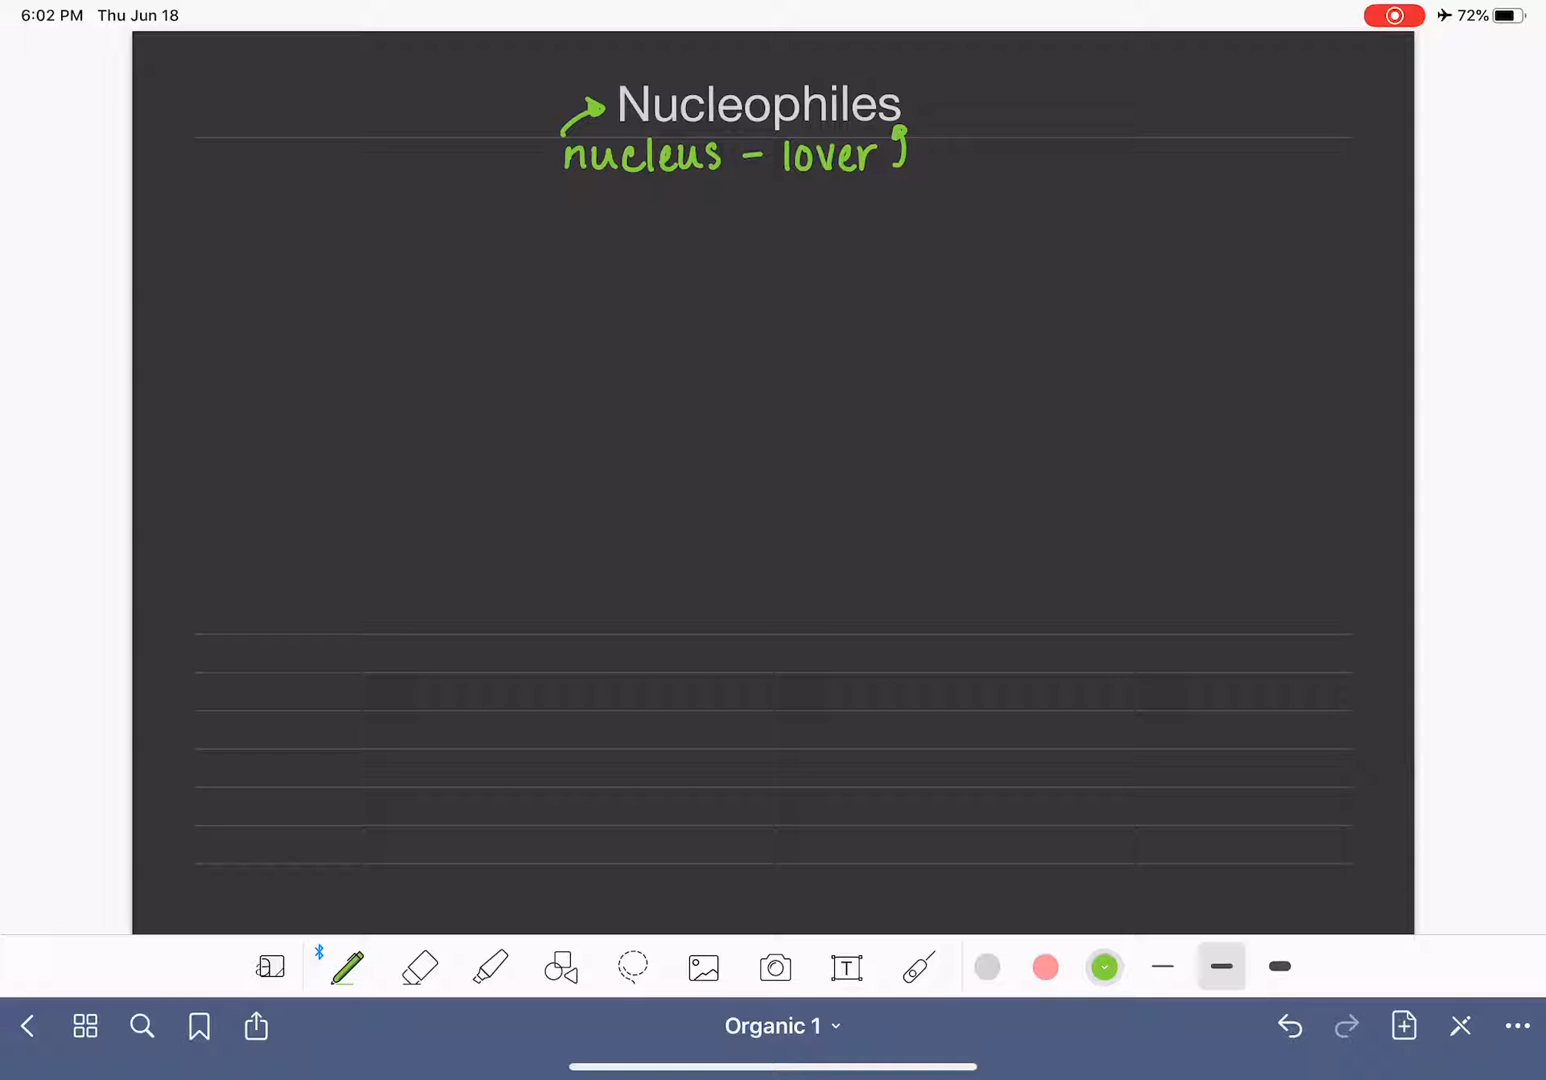 6:02 PM Thu Jun 18
72%
Nucleophiles
nucleus - lover
Organic 1